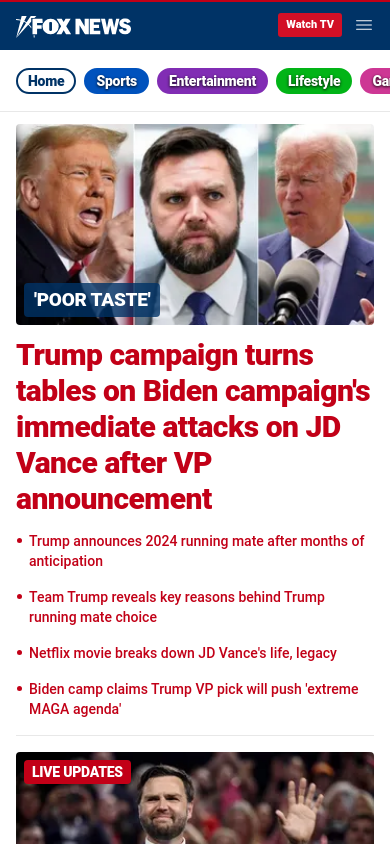 FOX NEWS
Watch TV
Home
Sports
Entertainment
Lifestyle
'POOR TASTE'
Trump campaign turns
tables on Biden campaign's
immediate attacks on JD
Vance after VP
announcement
Trump announces 2024 running mate after months of
anticipation
Team Trump reveals key reasons behind Trump
running mate choice
Netflix movie breaks down JD Vance's life, legacy
Biden camp claims Trump VP pick will push 'extreme
MAGA agenda'
LIVE UPDATES